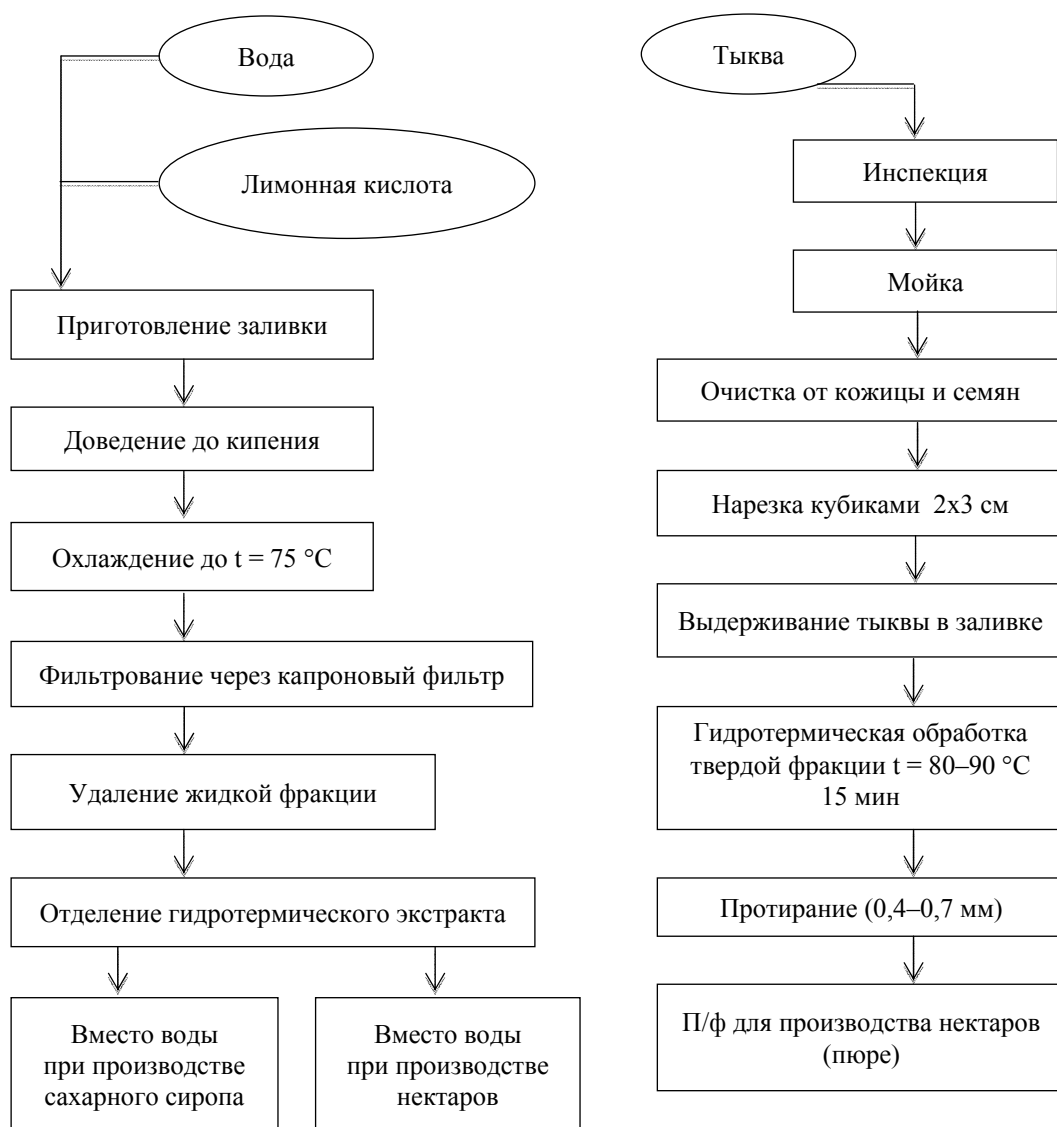 Вода
Лимонная кислота
Приготовление заливки
Доведение до кипения
Охлаждение до t = 75 °C
Фильтрование через капроновый фильтр
Удаление жидкой фракции
Отделение гидротермического экстракта
Вместо воды
при производстве
сахарного сиропа
Вместо воды
при производстве
нектаров
Тыква
Инспекция
Мойка
Очистка от кожицы и семян
Нарезка кубиками 2х3 см
Выдерживание тыквы в заливке
Гидротермическая обработка
твердой фракции t = 80–90 °C
15 мин
Протирание (0,4–0,7 мм)
П/ф для производства нектаров
(пюре)